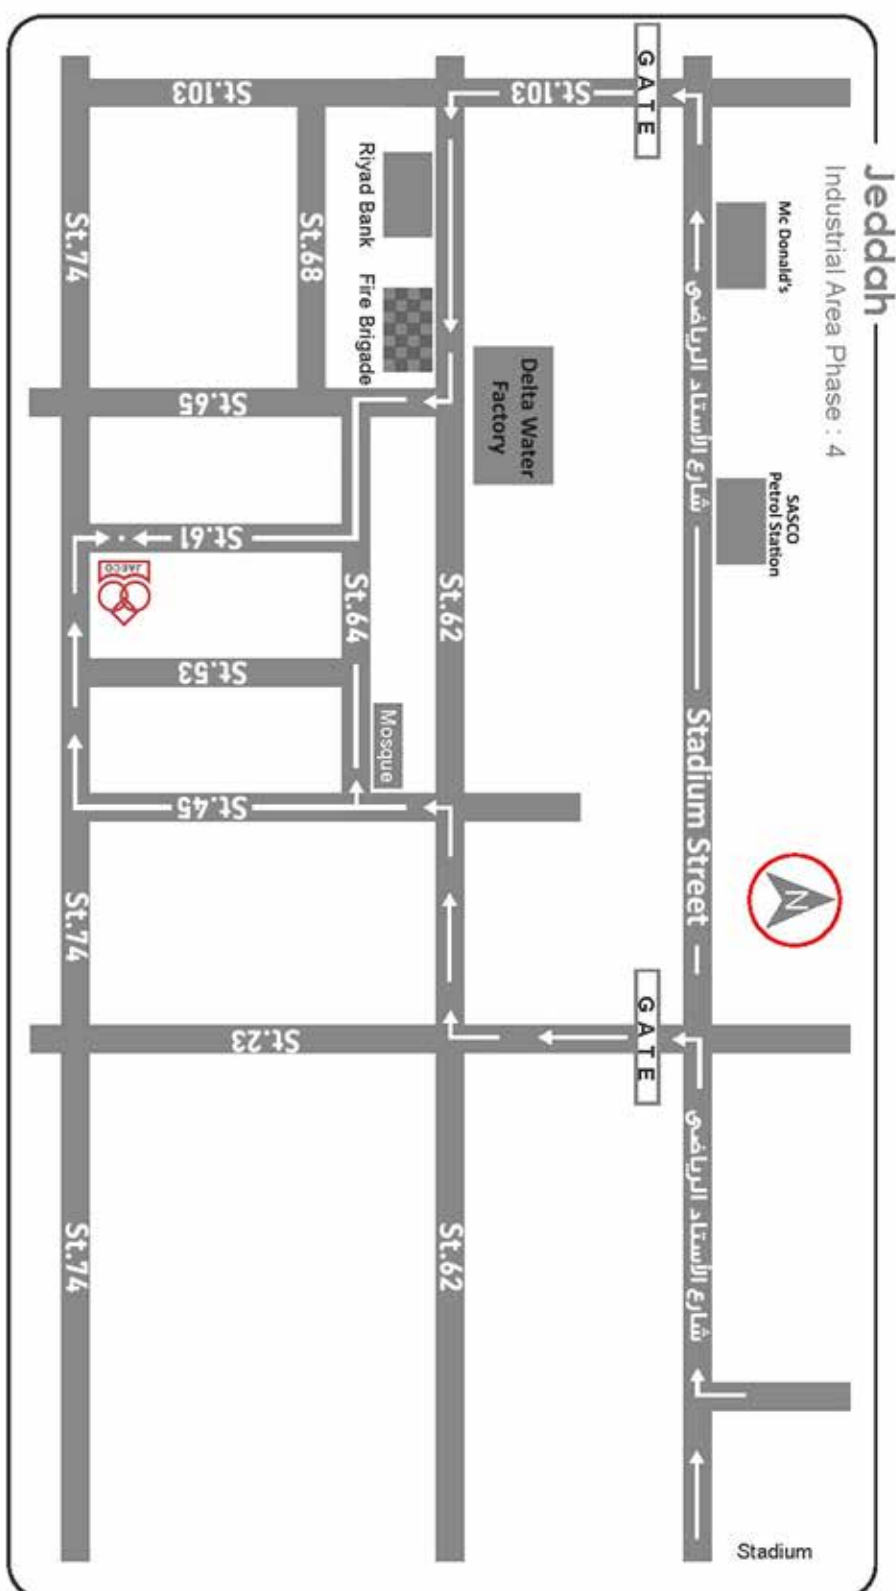 Jeddah
Industrial Area Phase : 4
Mc Donald's
SASCO
Petrol Station
شارع الأستاد الرياضي
Stadium Street
شارع الأستاد الرياضي
Stadium
GATE
GATE
N
St.103
St.103
Delta Water
Factory
Riyad Bank
Fire Brigade
St.62
St.62
St.64
Mosque
St.68
St.65
St.61
St.53
St.45
St.23
JAECO
St.74
St.74
St.74